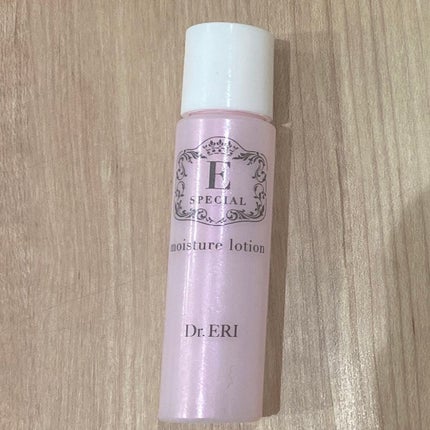 E
SPECIAL
moisture lotion
Dr. ERI